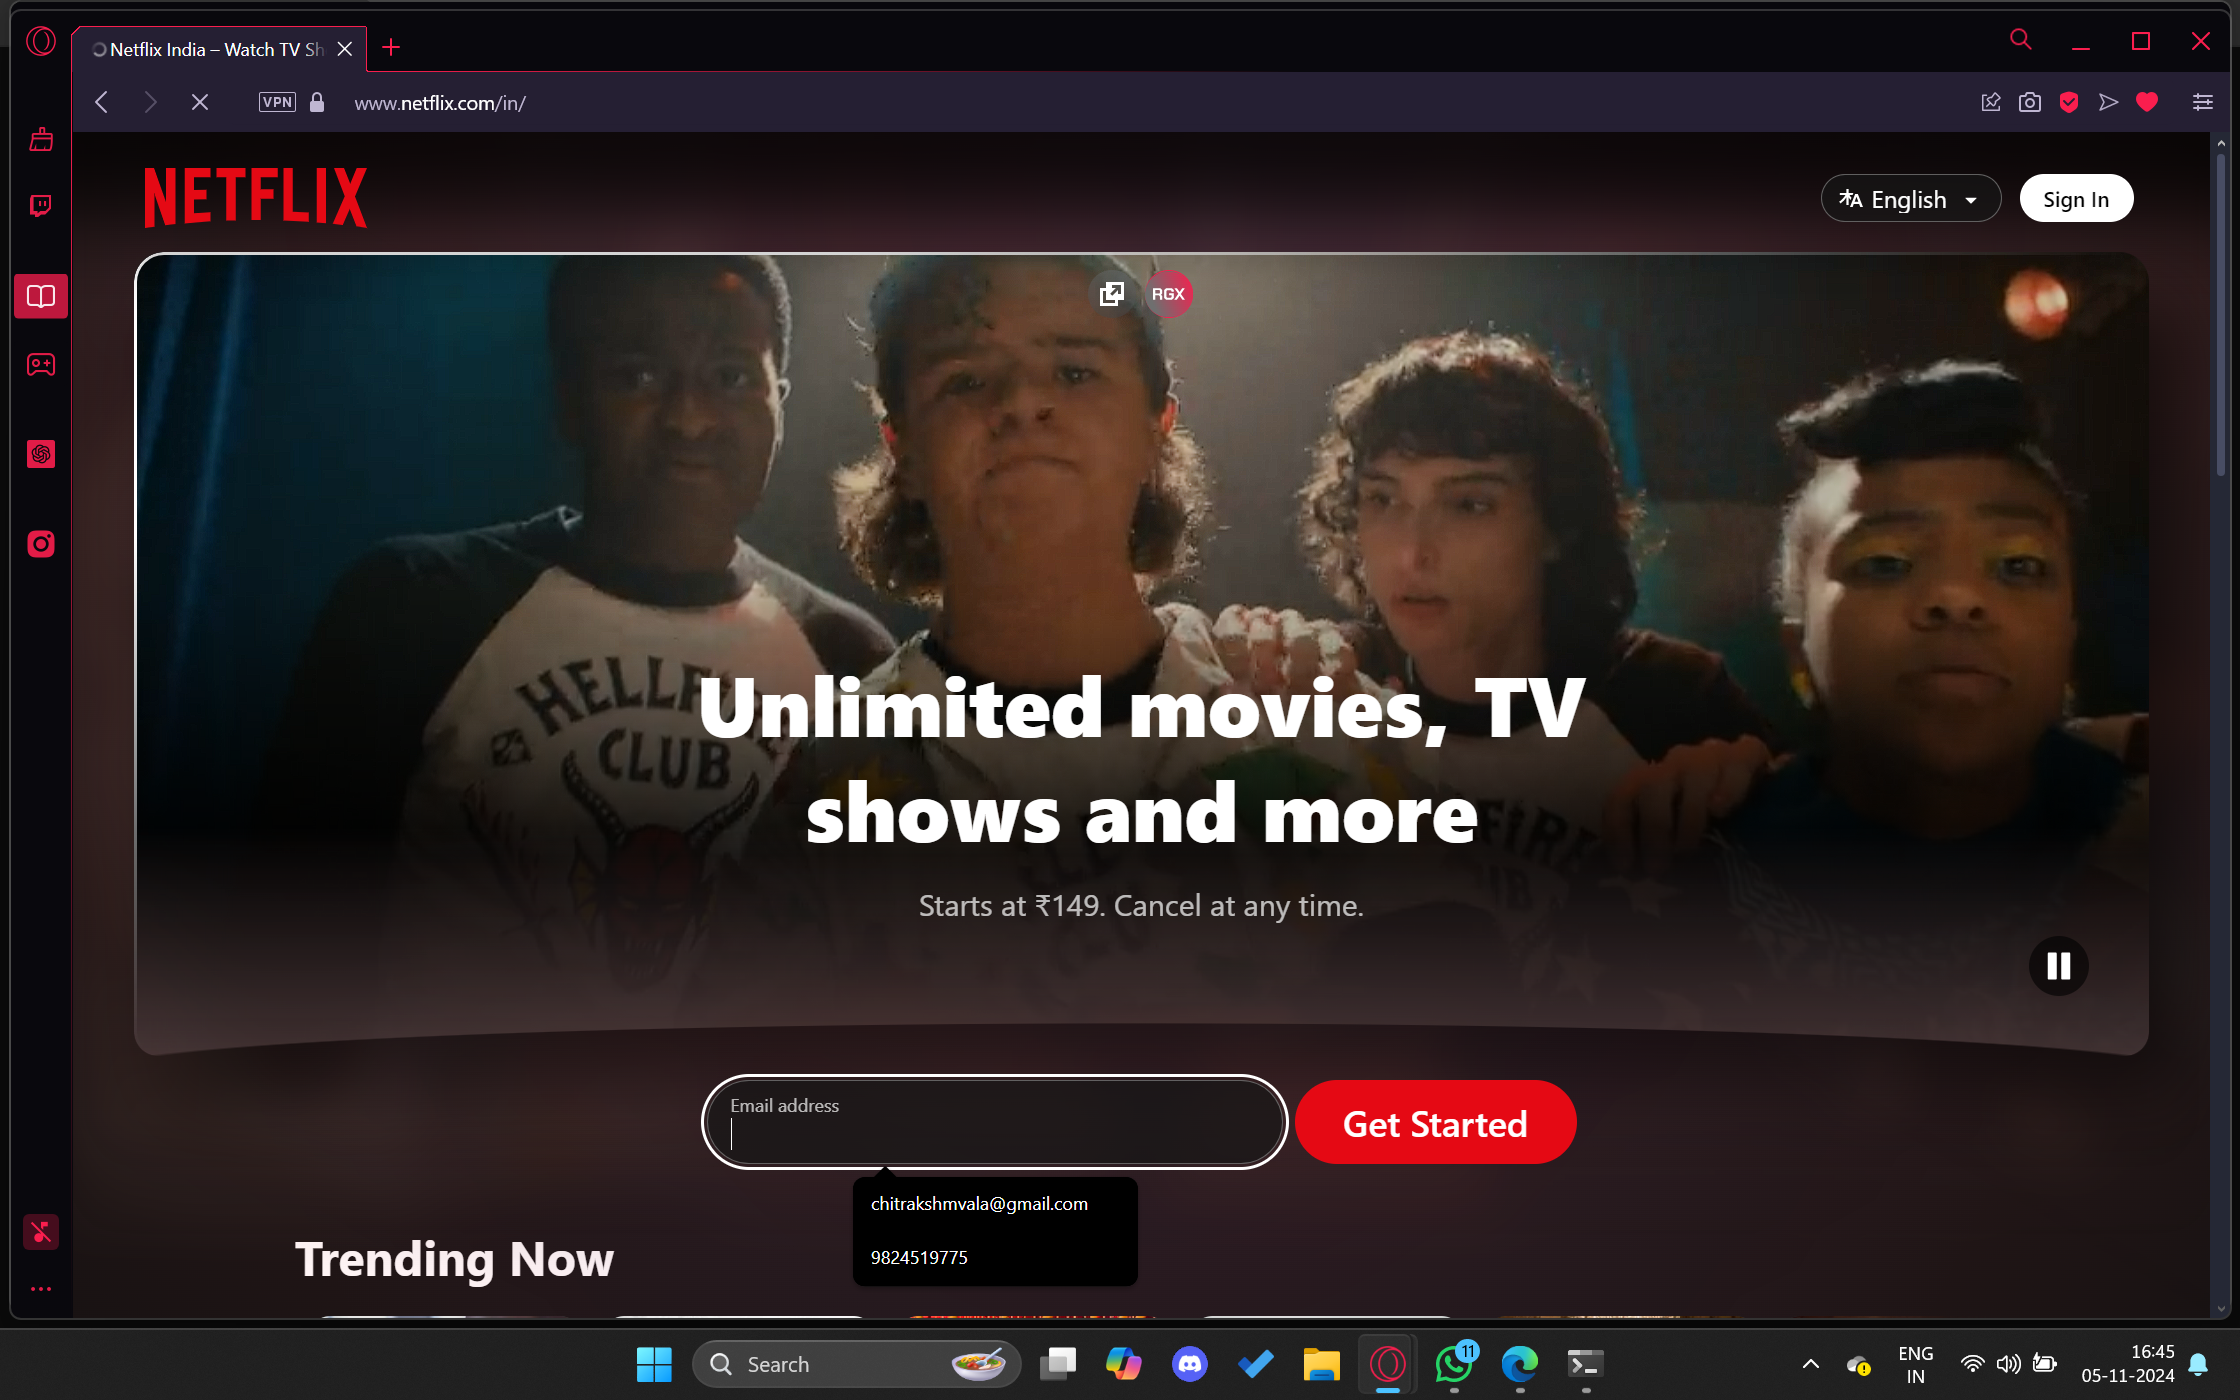 Netflix India – Watch TV Sh
VPN
www.netflix.com/in/
NETFLIX
English
Sign In
RGX
HELLF
CLUB
Unlimited movies, TV
shows and more
Starts at ₹149. Cancel at any time.
Email address
Get Started
chitrakshmvala@gmail.com
9824519775
Trending Now
Search
11
ENG
IN
16:45
05-11-2024